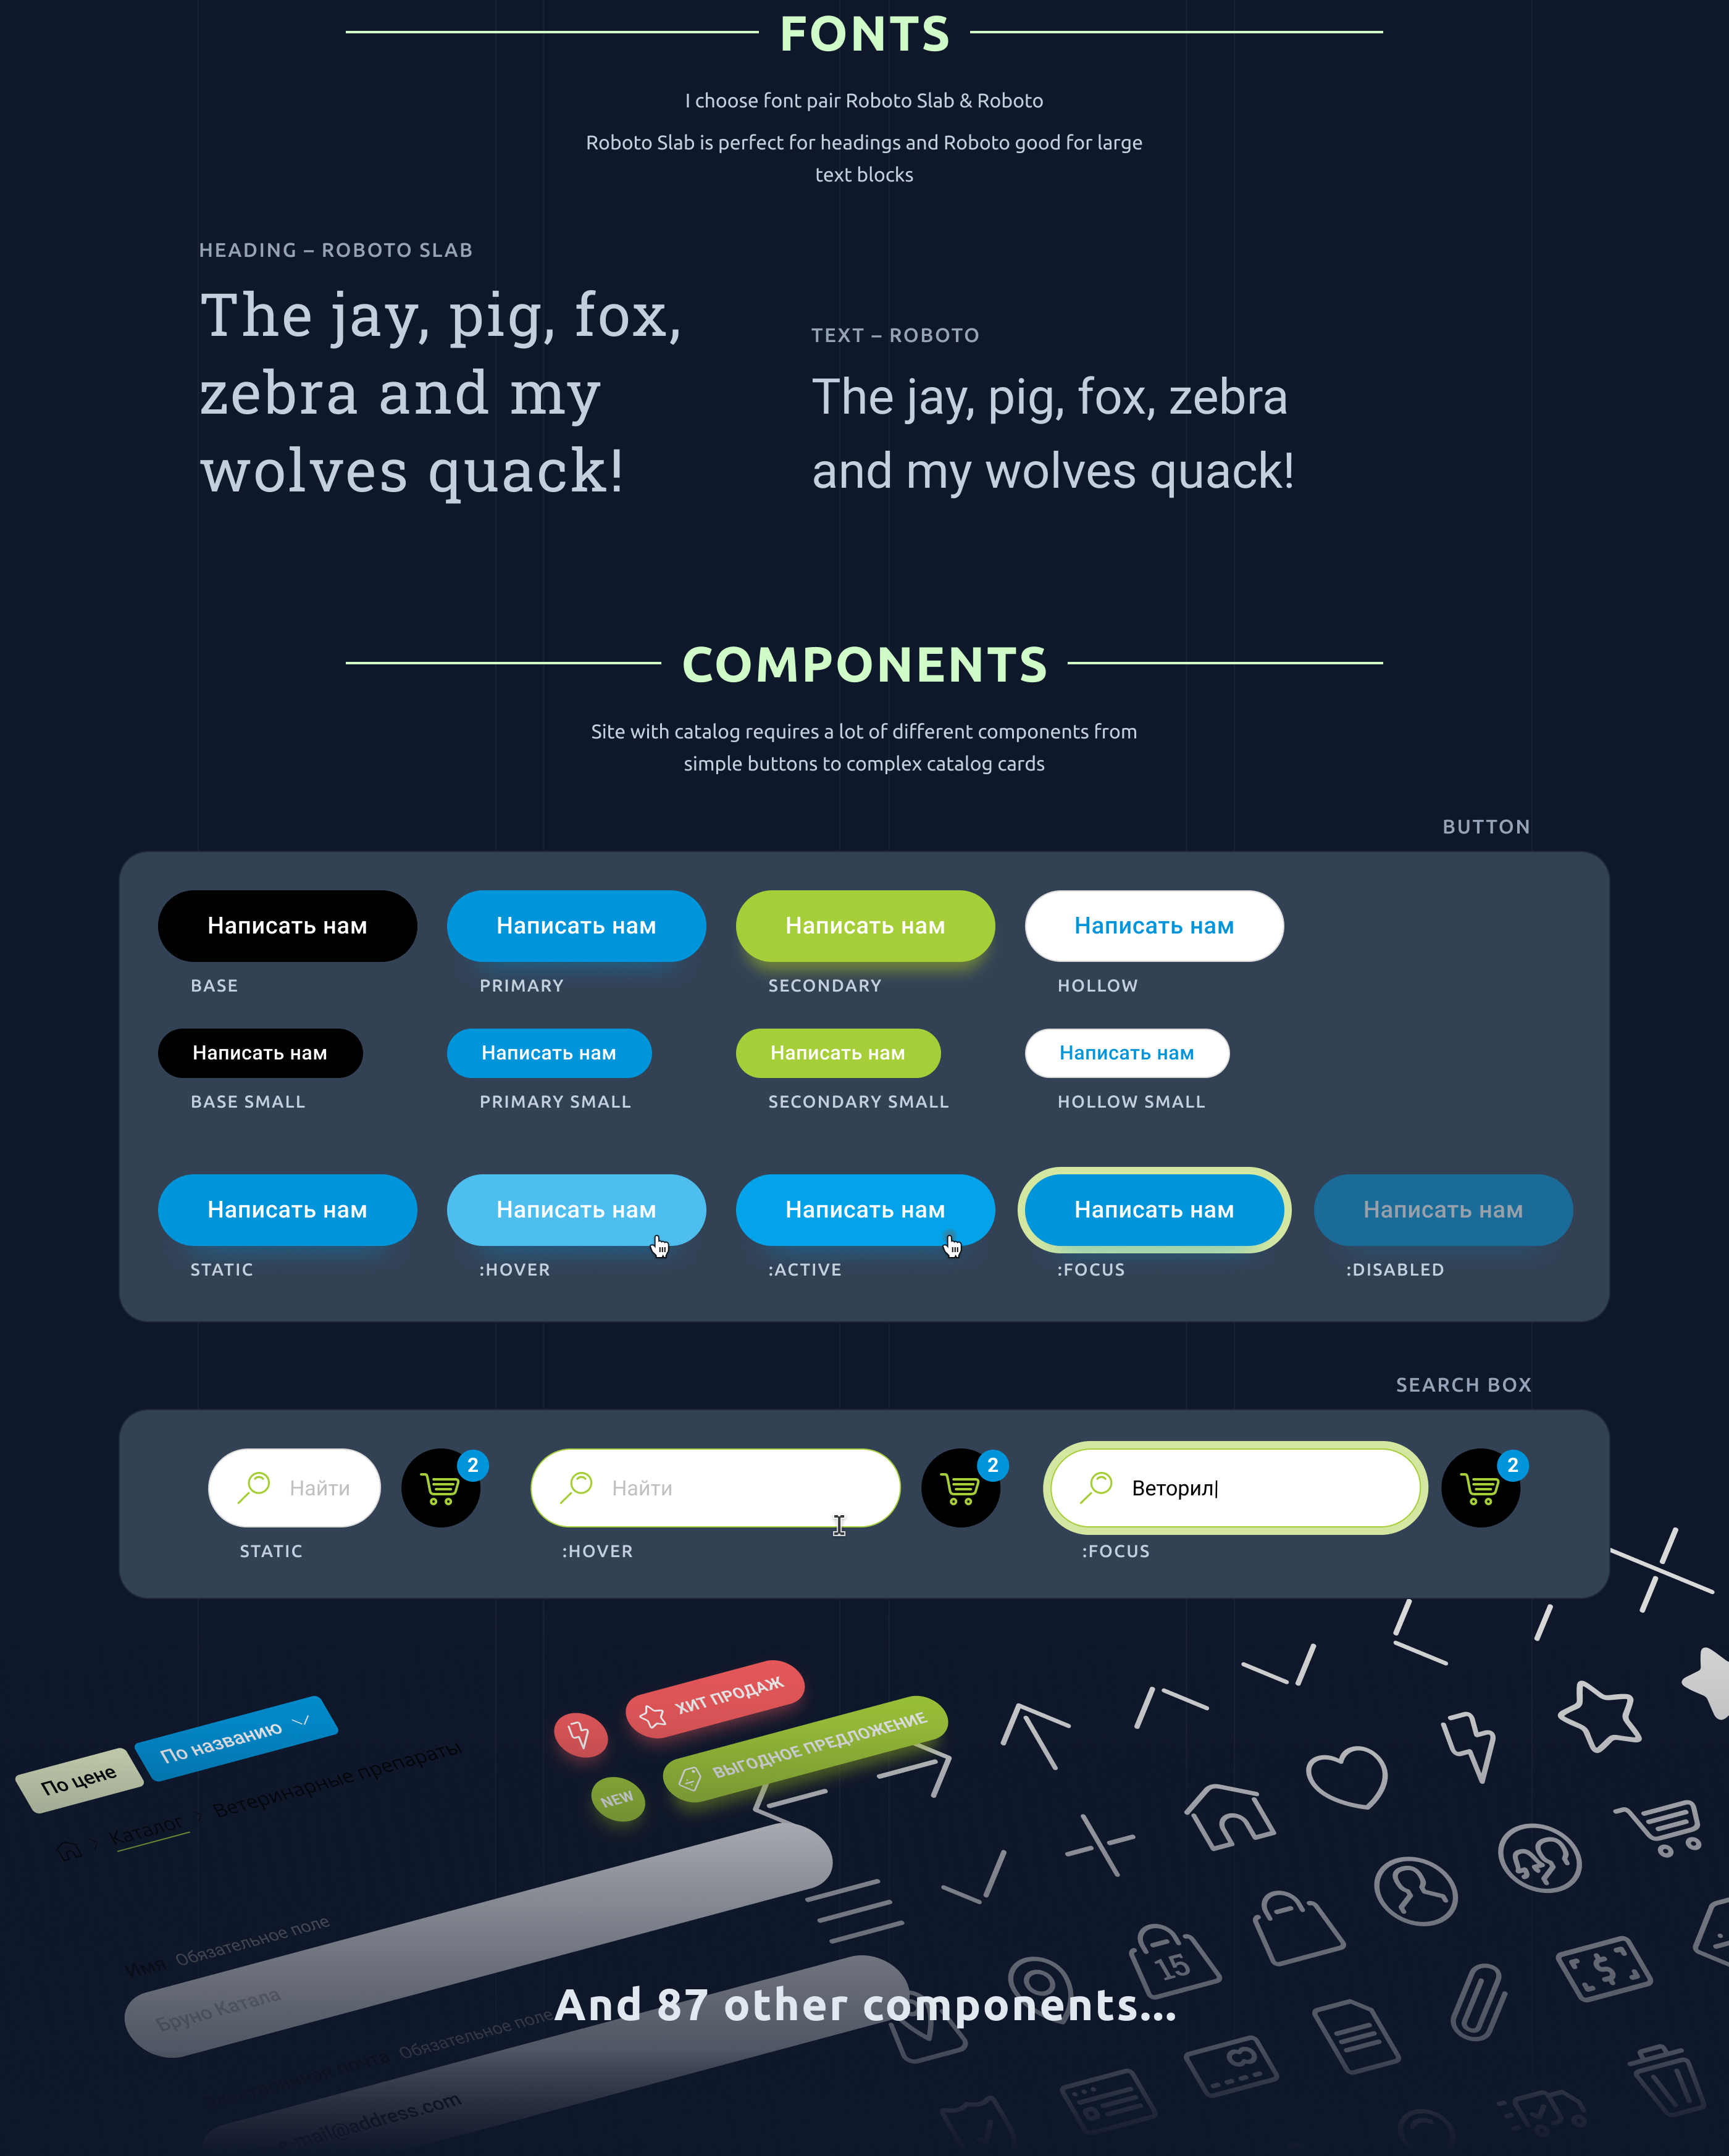 FONTS
I choose font pair Roboto Slab & Roboto
Roboto Slab is perfect for headings and Roboto good for large
text blocks
HEADING – ROBOTO SLAB
The jay, pig, fox,
zebra and my
wolves quack!
TEXT – ROBOTO
The jay, pig, fox, zebra
and my wolves quack!
COMPONENTS
Site with catalog requires a lot of different components from
simple buttons to complex catalog cards
BUTTON
Написать нам
Написать нам
Написать нам
Написать нам
BASE
PRIMARY
SECONDARY
HOLLOW
Написать нам
Написать нам
Написать нам
Написать нам
BASE SMALL
PRIMARY SMALL
SECONDARY SMALL
HOLLOW SMALL
Написать нам
Написать нам
Написать нам
Написать нам
Написать нам
STATIC
:HOVER
:ACTIVE
:FOCUS
:DISABLED
SEARCH BOX
Найти
2
Найти
2
Веторил
2
STATIC
:HOVER
:FOCUS
По цене
По названию
Каталог
Ветеринарные препараты
ХИТ ПРОДАЖ
ВЫГОДНОЕ ПРЕДЛОЖЕНИЕ
NEW
Имя Обязательное поле
Бруно Катала
15
And 87 other components...
Обязательное поле
mail@address.com